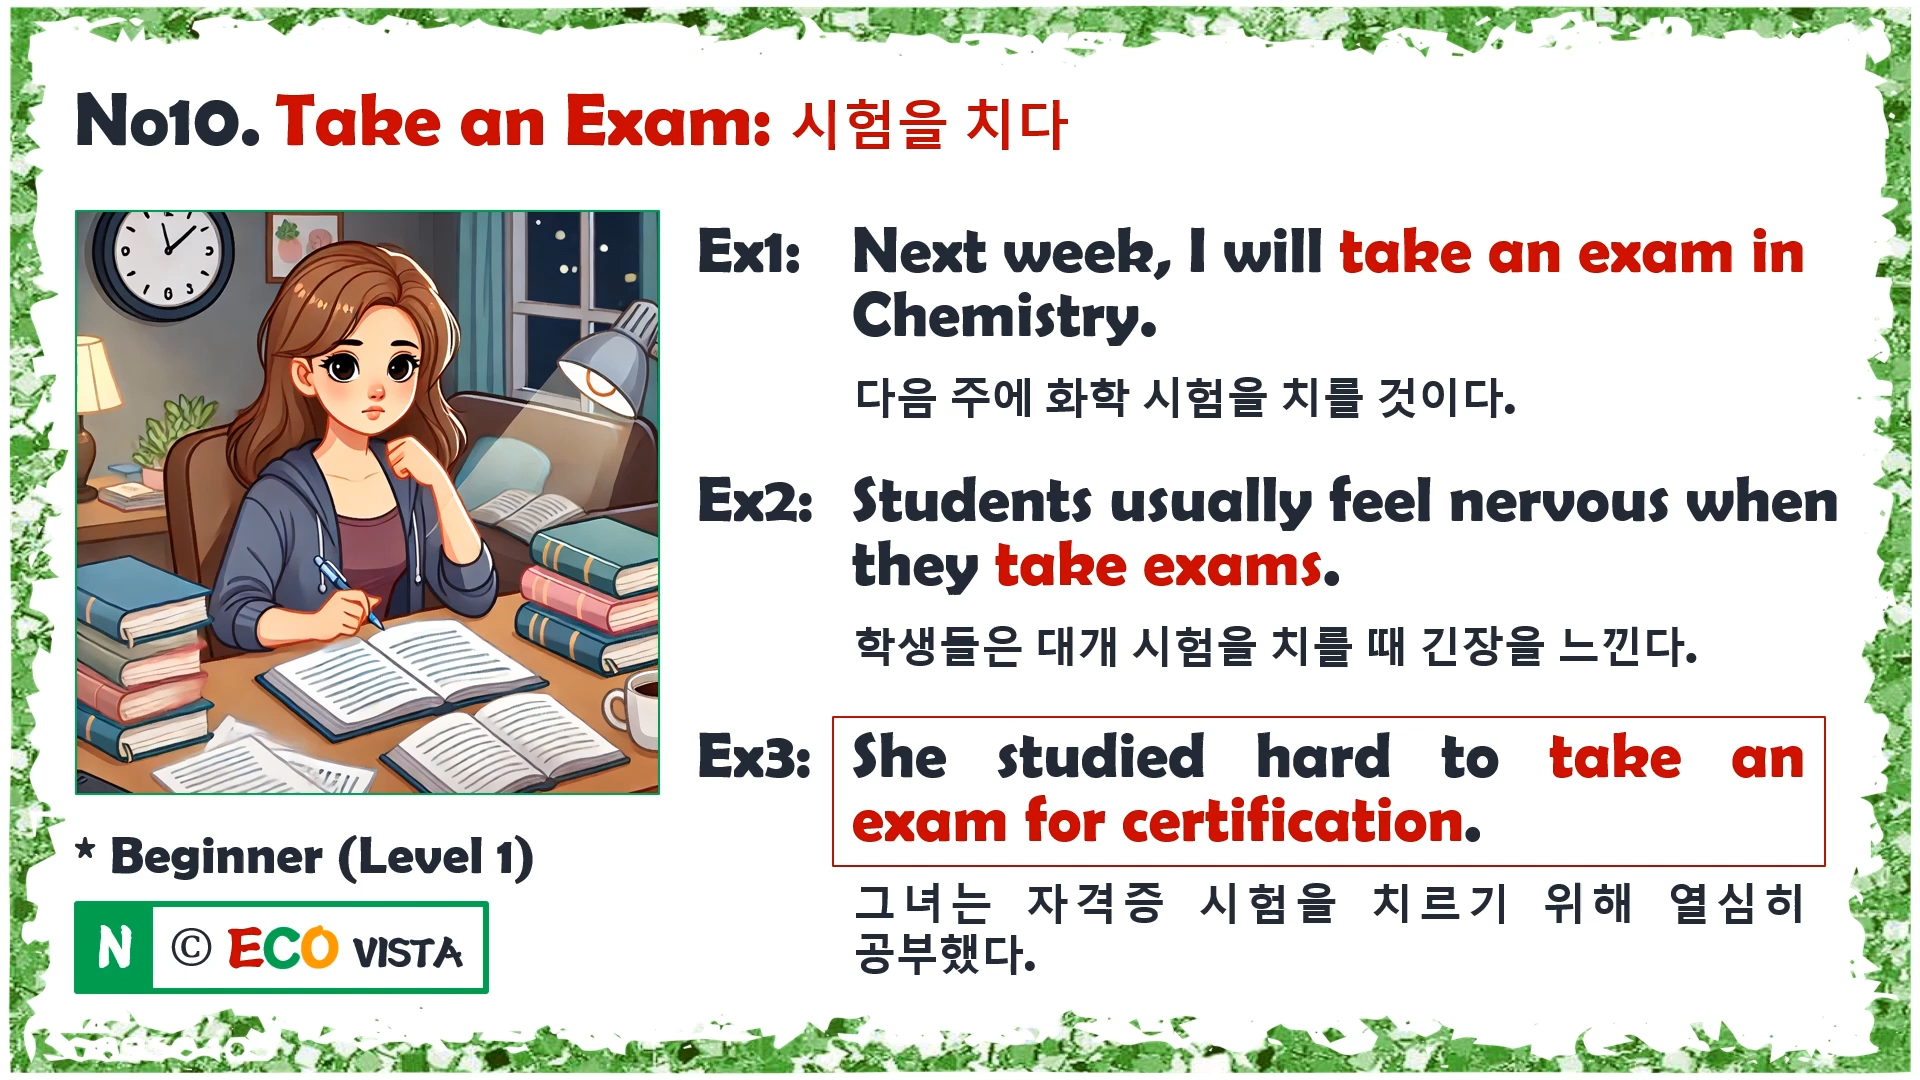 No10. Take an Exam: 시험을 치다
Ex1: Next week, I will take an exam in
Chemistry.
다음 주에 화학 시험을 치를 것이다.
Ex2: Students usually feel nervous when
they take exams.
학생들은 대개 시험을 치를 때 긴장을 느낀다.
Ex3: She studied hard to take an
exam for certification.
그녀는 자격증 시험을 치르기 위해 열심히
공부했다.
* Beginner (Level 1)
N © ECO VISTA